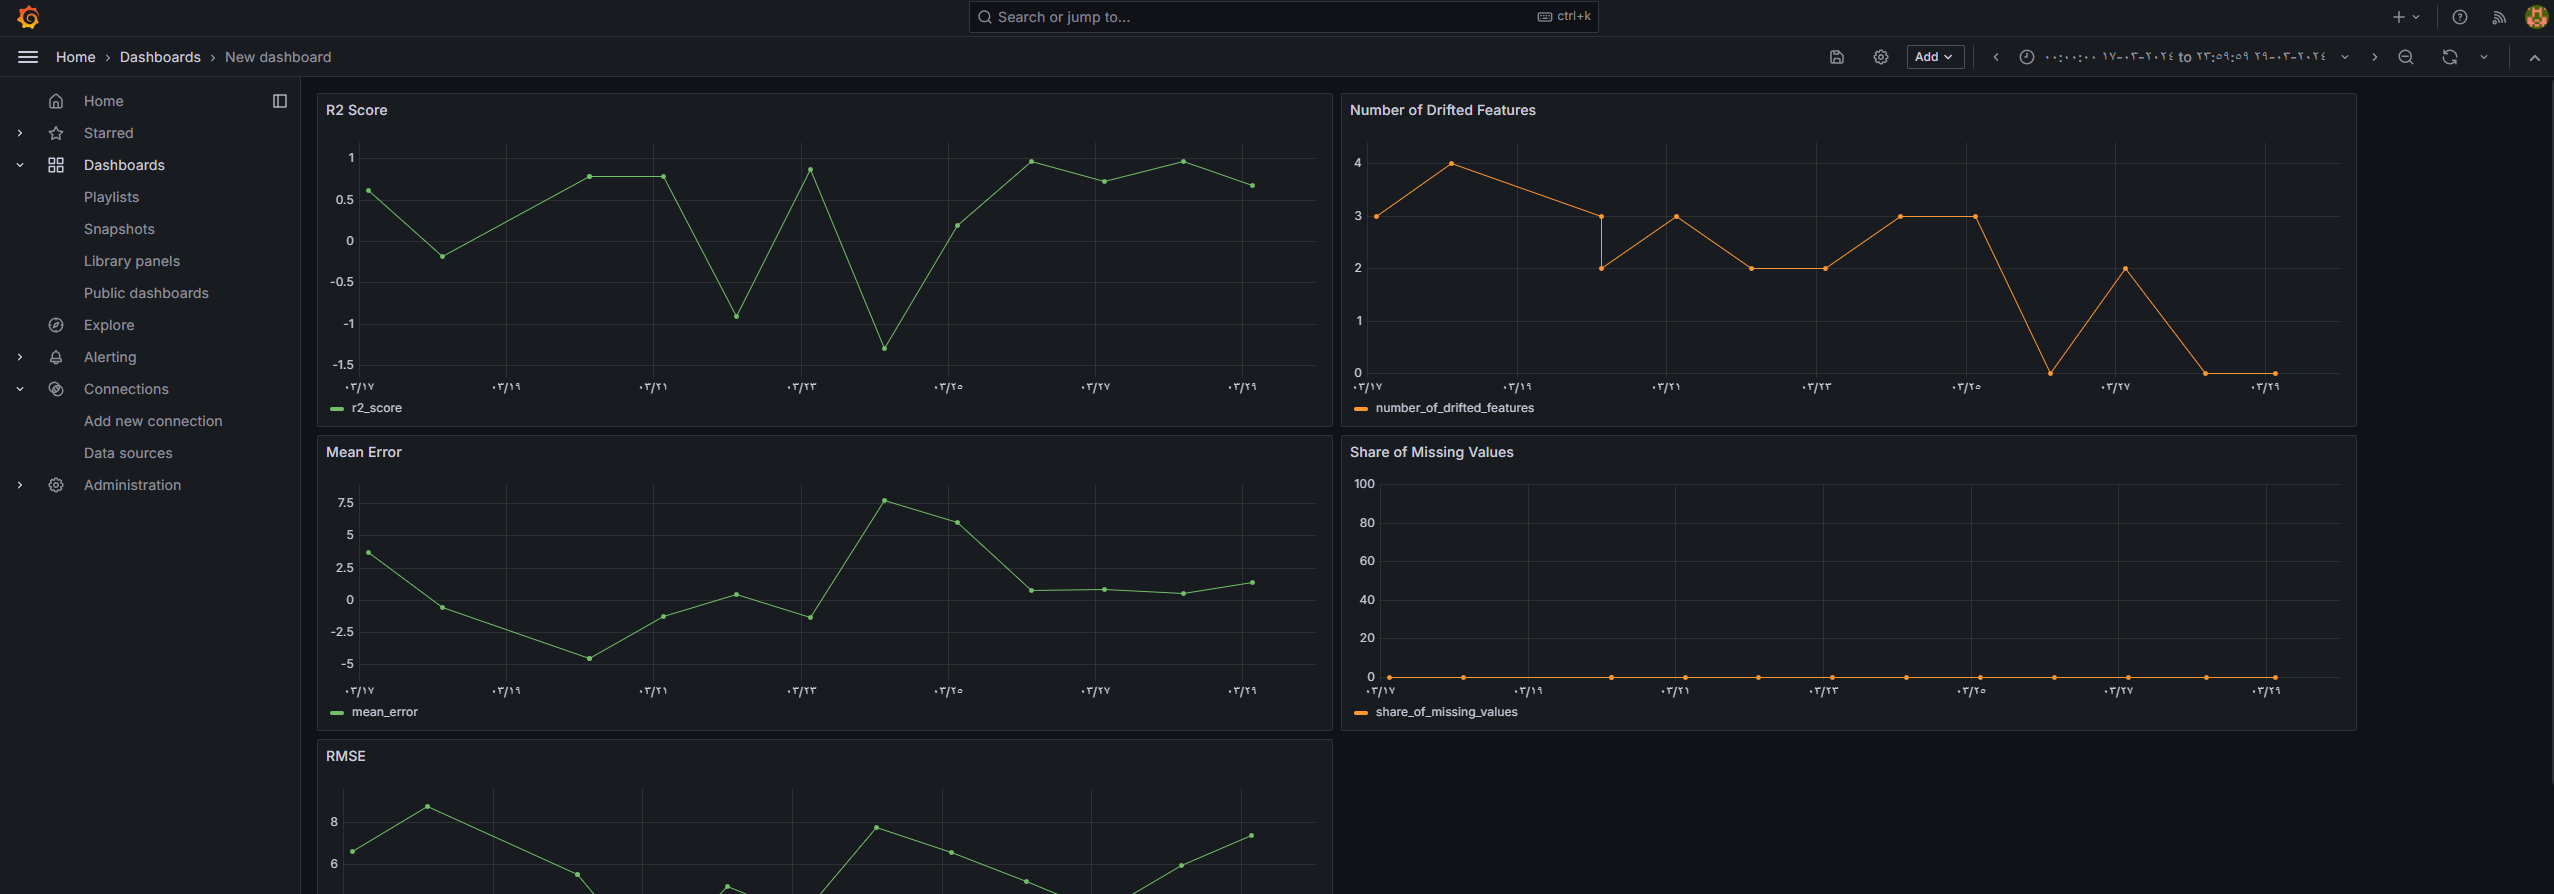 Search or jump to...
ctrl+k
Home › Dashboards › New dashboard
Add
٠٠:٠٠:٠٠ ١٧-٠٣-٢٠٢٤ to ٢٣:٥٩:٥٩ ٢٩-٠٣-٢٠٢٤
Home
Starred
Dashboards
Playlists
Snapshots
Library panels
Public dashboards
Explore
Alerting
Connections
Add new connection
Data sources
Administration
R2 Score
1
0.5
0
-0.5
-1
-1.5
٠٣/١٧ ٠٣/١٩ ٠٣/٢١ ٠٣/٢٣ ٠٣/٢٥ ٠٣/٢٧ ٠٣/٢٩
r2_score
Number of Drifted Features
4
3
2
1
0
٠٣/١٧ ٠٣/١٩ ٠٣/٢١ ٠٣/٢٣ ٠٣/٢٥ ٠٣/٢٧ ٠٣/٢٩
number_of_drifted_features
Mean Error
7.5
5
2.5
0
-2.5
-5
٠٣/١٧ ٠٣/١٩ ٠٣/٢١ ٠٣/٢٣ ٠٣/٢٥ ٠٣/٢٧ ٠٣/٢٩
mean_error
Share of Missing Values
100
80
60
40
20
0
٠٣/١٧ ٠٣/١٩ ٠٣/٢١ ٠٣/٢٣ ٠٣/٢٥ ٠٣/٢٧ ٠٣/٢٩
share_of_missing_values
RMSE
8
6